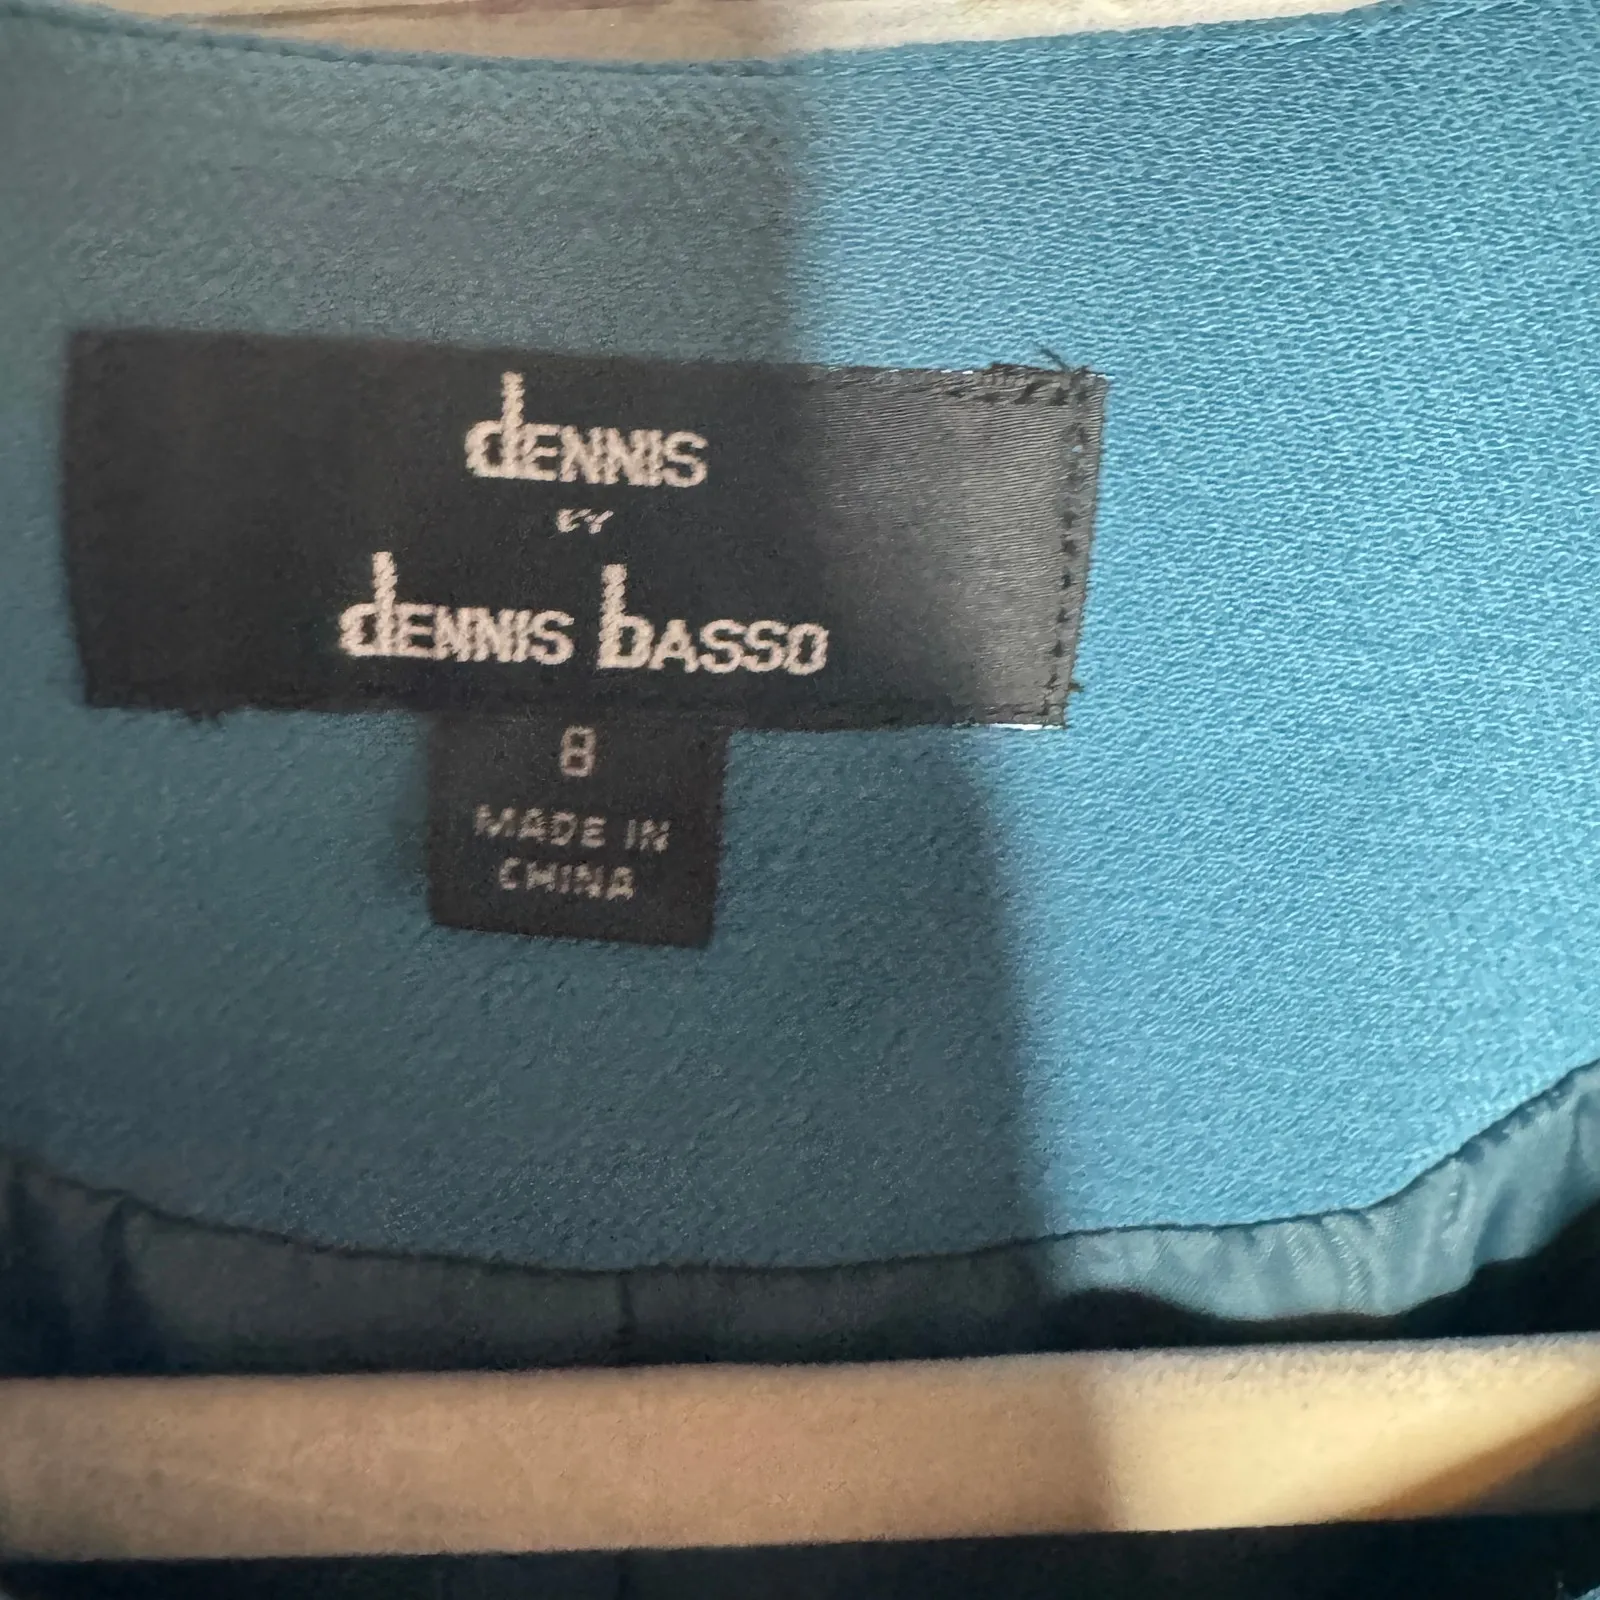 dENNIS
BY
dENNIS bASSO
8
MADE IN
CHINA